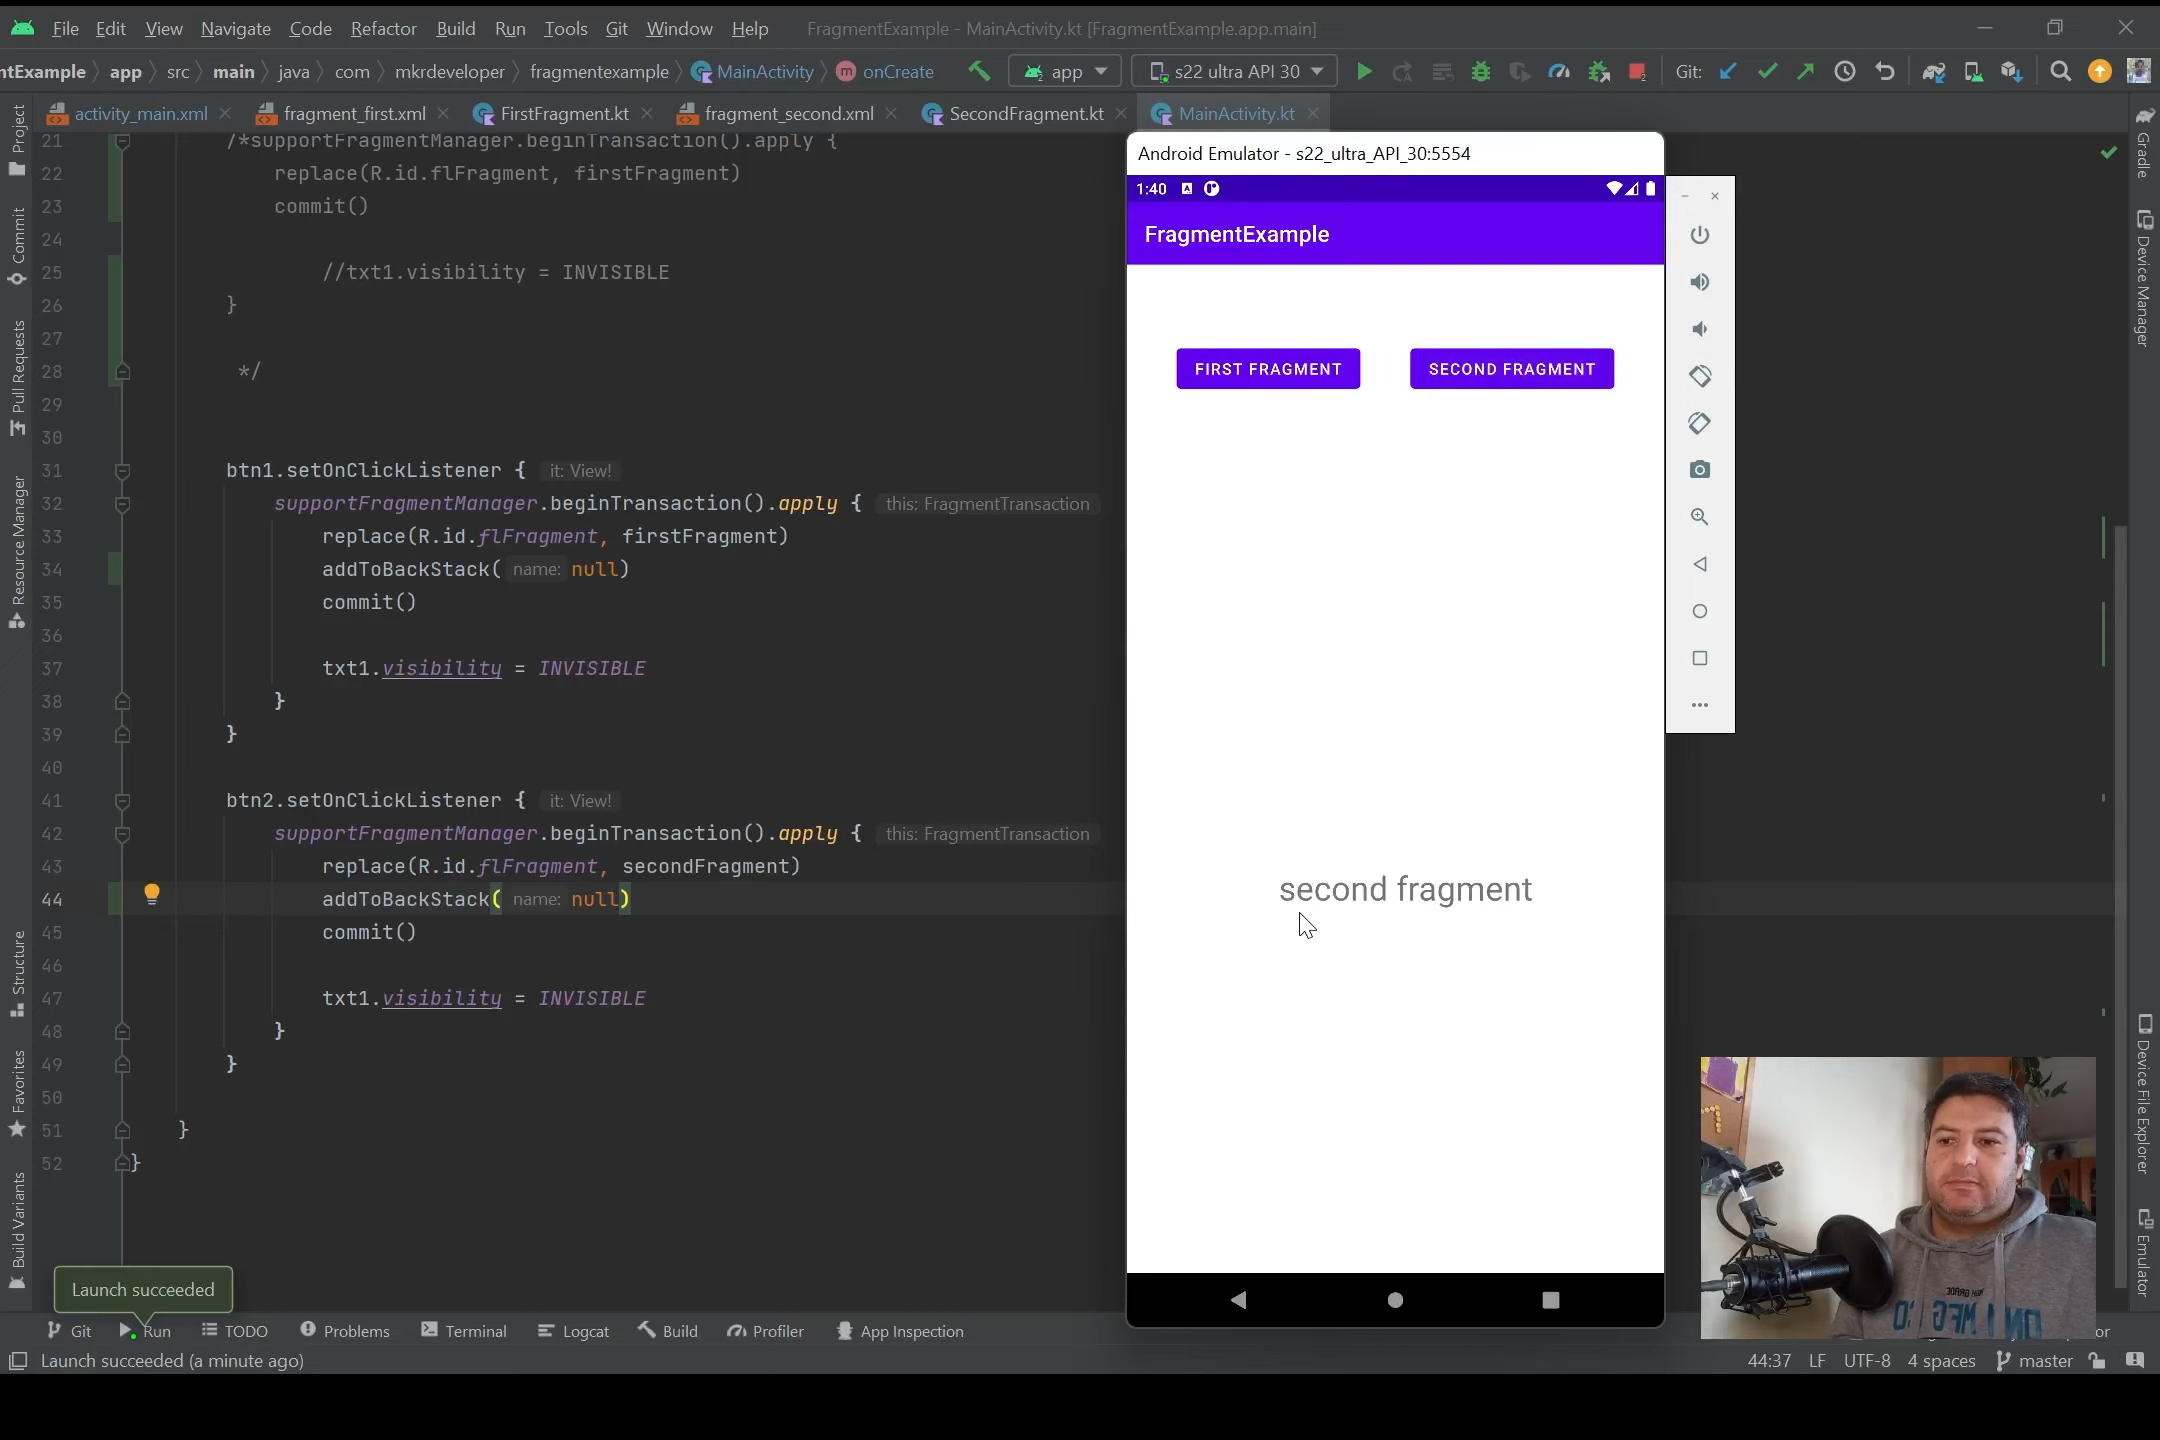 File Edit View Navigate Code Refactor Build Run Tools Git Window Help FragmentExample - MainActivity.kt [FragmentExample.app.main]
ntExample app src main java com mkrdeveloper fragmentexample MainActivity onCreate app s22 ultra API 30 Git:
activity_main.xml fragment_first.xml FirstFragment.kt fragment_second.xml SecondFragment.kt MainActivity.kt
21 /*supportFragmentManager.beginTransaction().apply {
22 replace(R.id.flFragment, firstFragment)
23 commit()
24
25 //txt1.visibility = INVISIBLE
26 }
27
28 */
29
30
31 btn1.setOnClickListener { it: View!
32 supportFragmentManager.beginTransaction().apply { this: FragmentTransaction
33 replace(R.id.flFragment, firstFragment)
34 addToBackStack( name: null)
35 commit()
36
37 txt1.visibility = INVISIBLE
38 }
39 }
40
41 btn2.setOnClickListener { it: View!
42 supportFragmentManager.beginTransaction().apply { this: FragmentTransaction
43 replace(R.id.flFragment, secondFragment)
44 addToBackStack( name: null)
45 commit()
46
47 txt1.visibility = INVISIBLE
48 }
49 }
50
51 }
52 }
Project
Commit
Pull Requests
Resource Manager
Structure
Favorites
Build Variants
Android Emulator - s22_ultra_API_30:5554
1:40
FragmentExample
FIRST FRAGMENT SECOND FRAGMENT
second fragment
Gradle
Device Manager
Device File Explorer
Emulator
Launch succeeded
Git Run TODO Problems Terminal Logcat Build Profiler App Inspection
Launch succeeded (a minute ago) 44:37 LF UTF-8 4 spaces master